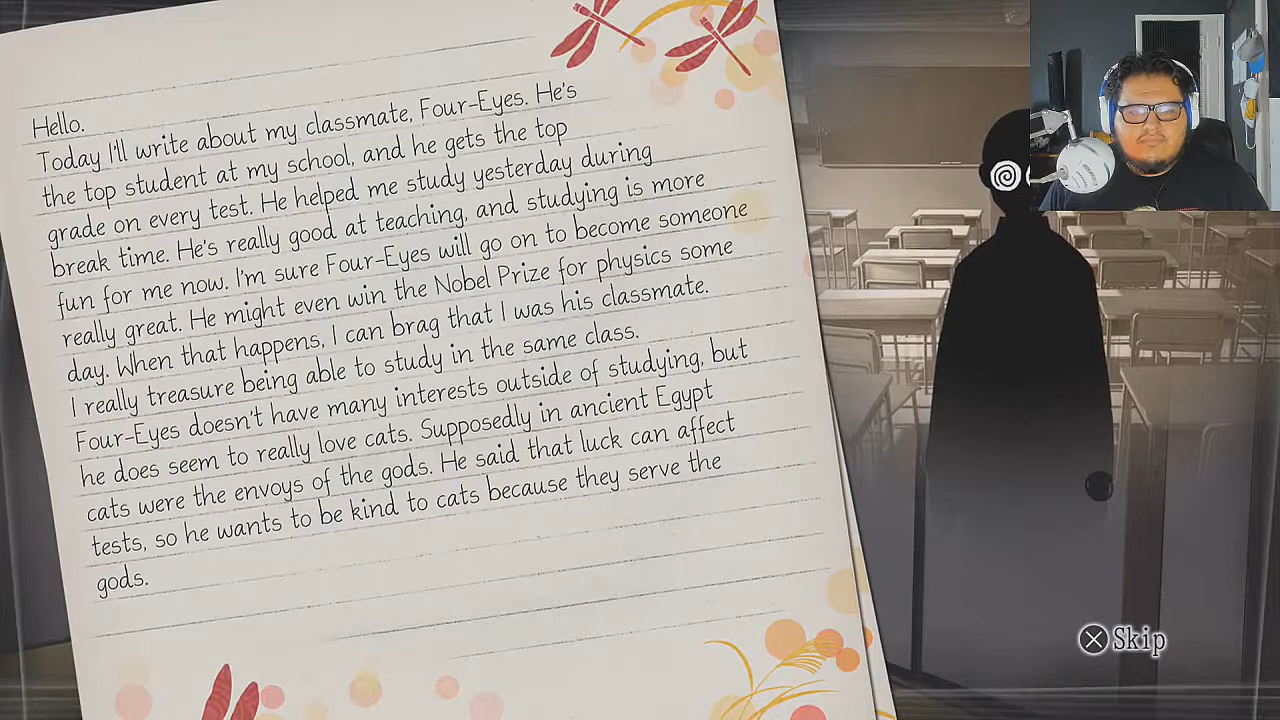 Hello.
Today I'll write about my classmate, Four-Eyes. He's
the top student at my school, and he gets the top
grade on every test. He helped me study yesterday during
break time. He's really good at teaching, and studying is more
fun for me now. I'm sure Four-Eyes will go on to become someone
really great. He might even win the Nobel Prize for physics some
day. When that happens, I can brag that I was his classmate.
I really treasure being able to study in the same class.
Four-Eyes doesn't have many interests outside of studying, but
he does seem to really love cats. Supposedly in ancient Egypt
cats were the envoys of the gods. He said that luck can affect
tests, so he wants to be kind to cats because they serve the
gods.
Skip